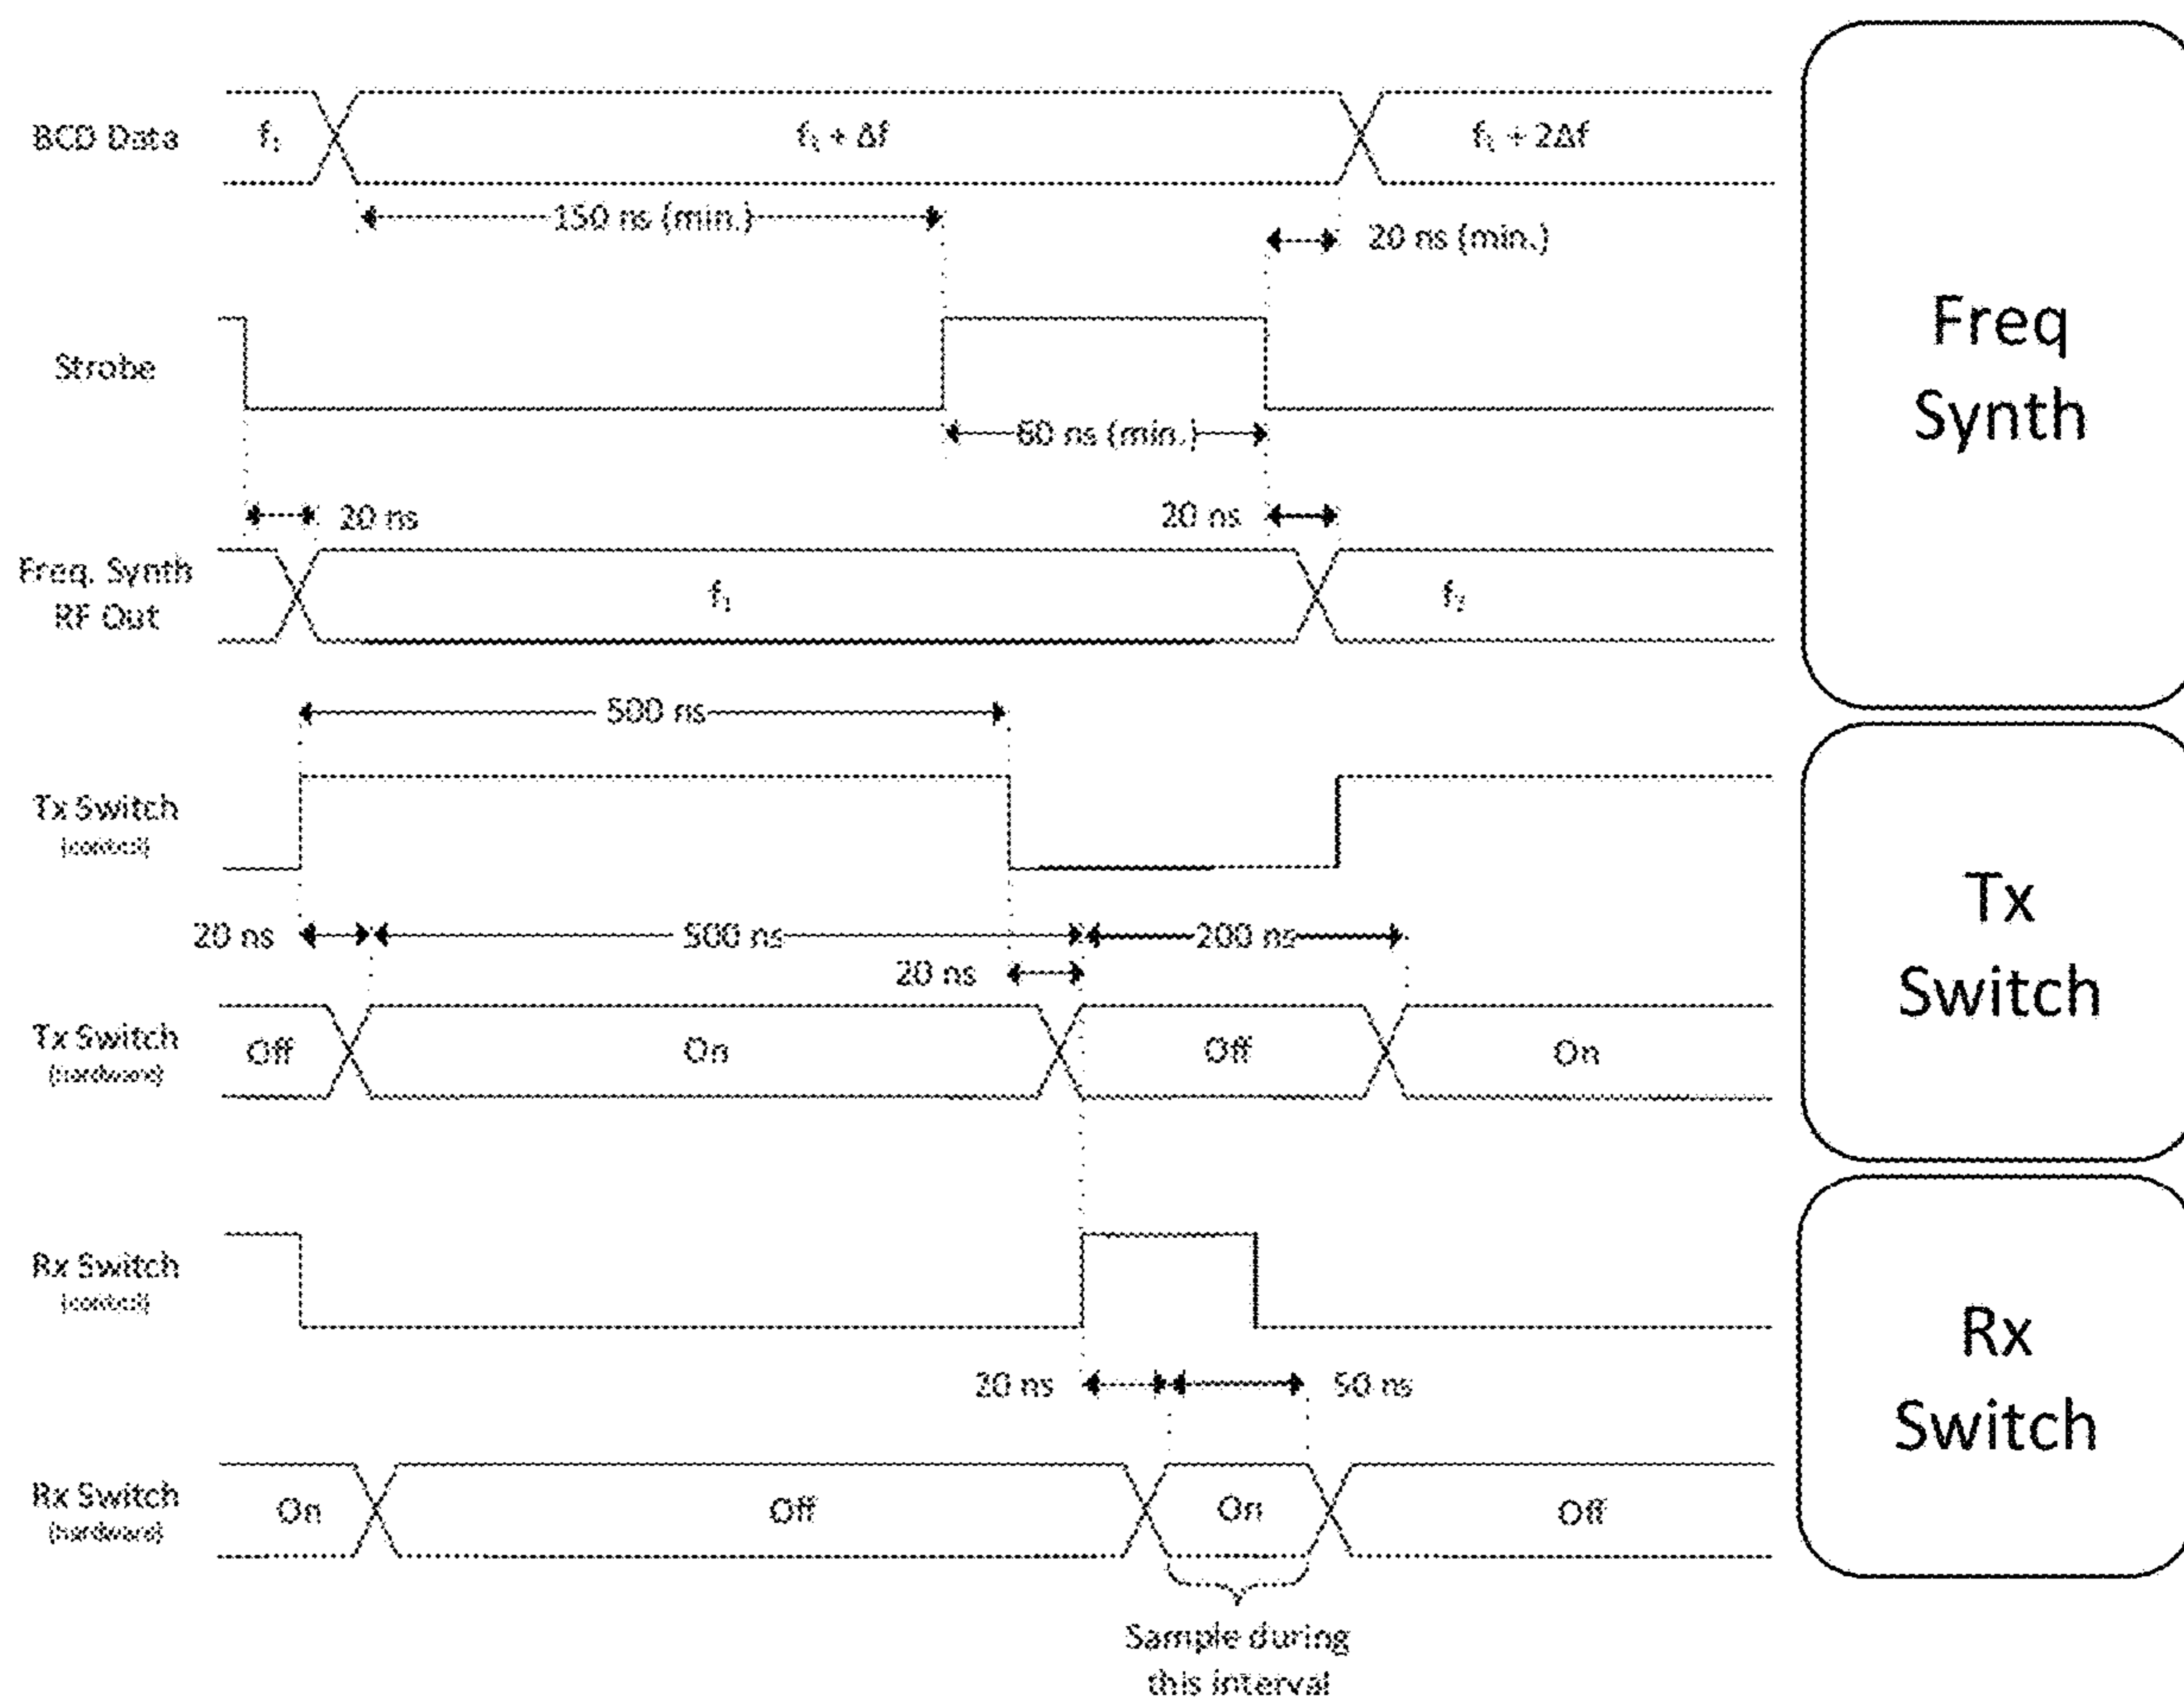 BCD Data
f₁
f₁ + Δf
f₁ + 2Δf
150 ns (min.)
20 ns (min.)
Strobe
60 ns (min.)
20 ns
20 ns
Freq. Synth
RF Out
f₁
f₂
Freq
Synth
500 ns
Tx Switch
(control)
20 ns
500 ns
200 ns
20 ns
Tx Switch
(hardware)
Off
On
Off
On
Tx
Switch
Rx Switch
(control)
20 ns
50 ns
Rx Switch
(hardware)
On
Off
On
Off
Sample during
this interval
Rx
Switch